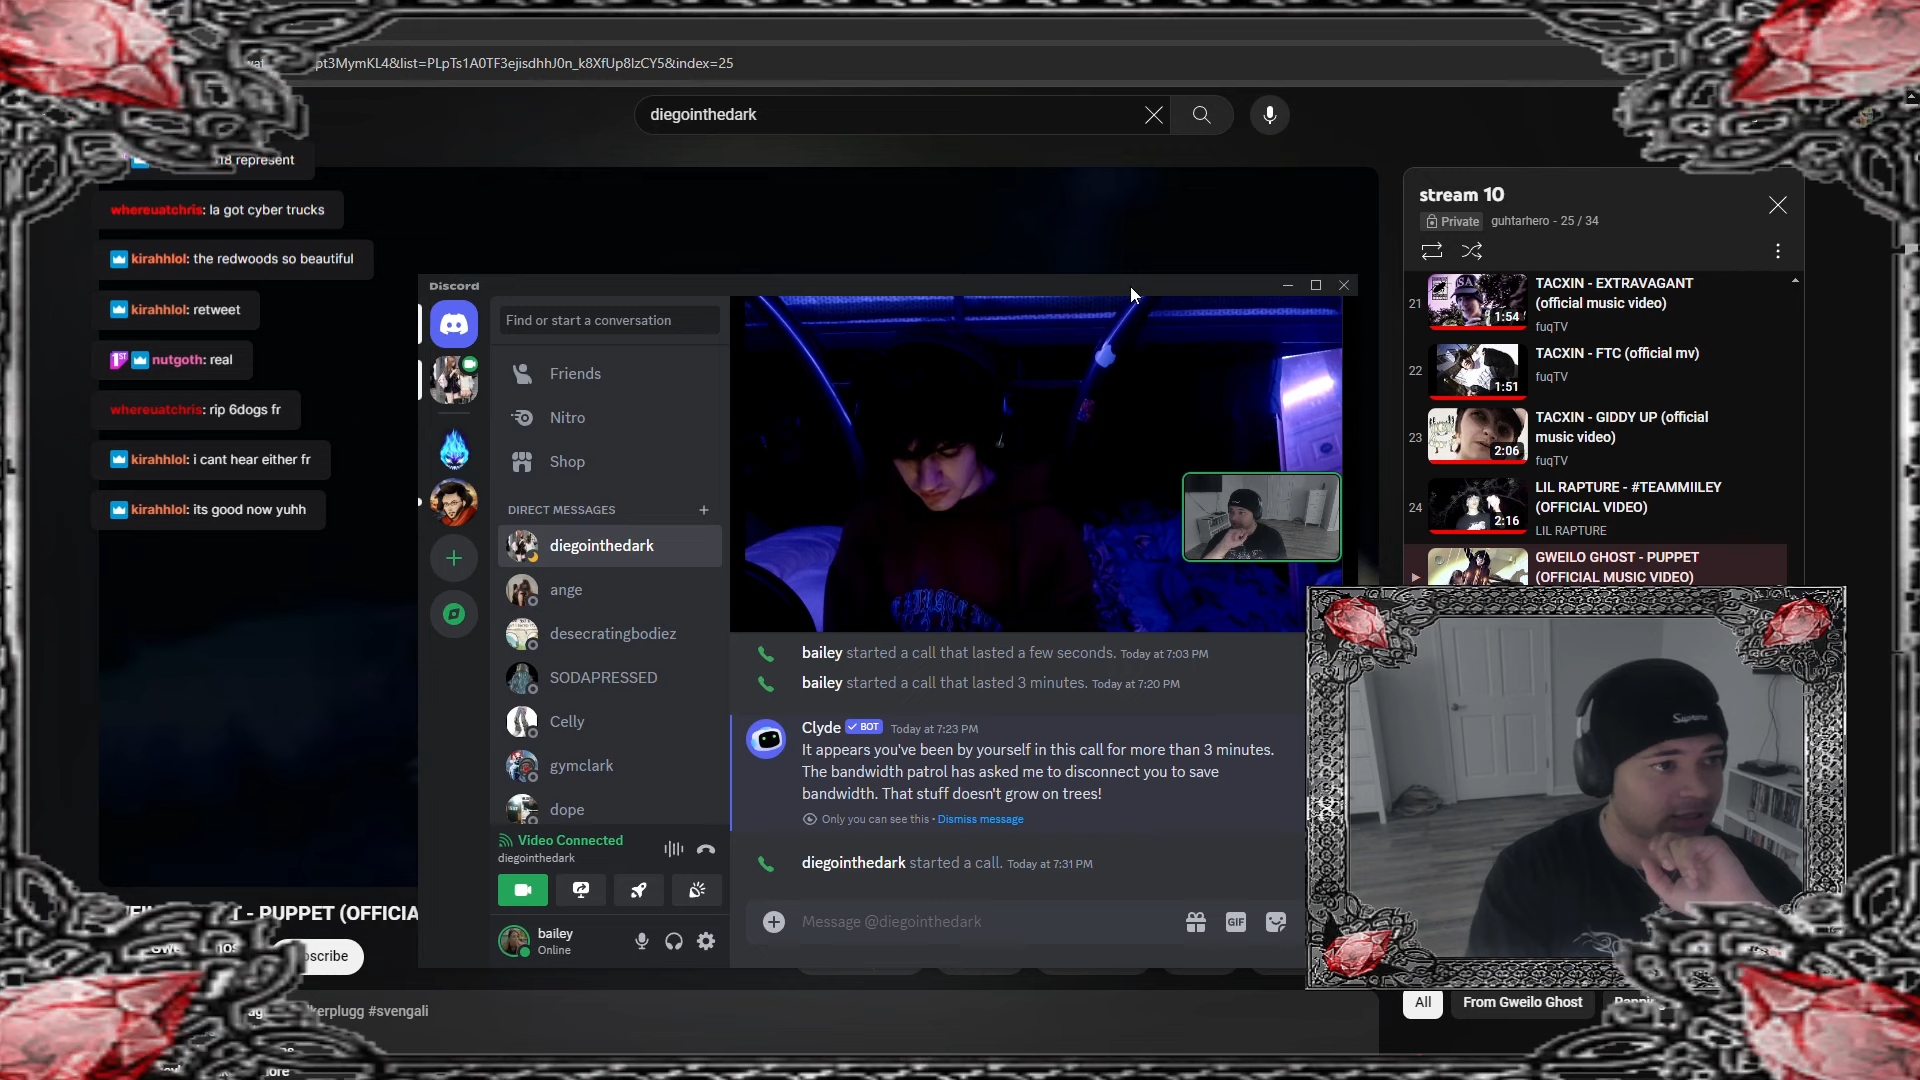 pt3MymKL4&list=PLpTs1A0TF3ejisdhhJ0n_k8XfUp8IzCY5&index=25
diegointhedark
18 represent
whereuatchris: la got cyber trucks
kirahhlol: the redwoods so beautiful
kirahhlol: retweet
nutgoth: real
whereuatchris: rip 6dogs fr
kirahhlol: i cant hear either fr
kirahhlol: its good now yuhh
Discord
Find or start a conversation
Friends
Nitro
Shop
DIRECT MESSAGES
diegointhedark
ange
desecratingbodiez
SODAPRESSED
Celly
gymclark
dope
Video Connected
diegointhedark
bailey
Online
bailey started a call that lasted a few seconds. Today at 7:03 PM
bailey started a call that lasted 3 minutes. Today at 7:20 PM
Clyde BOT Today at 7:23 PM
It appears you've been by yourself in this call for more than 3 minutes.
The bandwidth patrol has asked me to disconnect you to save
bandwidth. That stuff doesn't grow on trees!
Only you can see this • Dismiss message
diegointhedark started a call. Today at 7:31 PM
Message @diegointhedark
GIF
stream 10
Private guhtarhero - 25 / 34
21
1:54
TACXIN - EXTRAVAGANT
(official music video)
fuqTV
22
1:51
TACXIN - FTC (official mv)
fuqTV
23
2:06
TACXIN - GIDDY UP (official
music video)
fuqTV
24
2:16
LIL RAPTURE - #TEAMMIILEY
(OFFICIAL VIDEO)
LIL RAPTURE
GWEILO GHOST - PUPPET
(OFFICIAL MUSIC VIDEO)
Supreme
- PUPPET (OFFICIA
scribe
kerplugg #svengali
All
From Gweilo Ghost